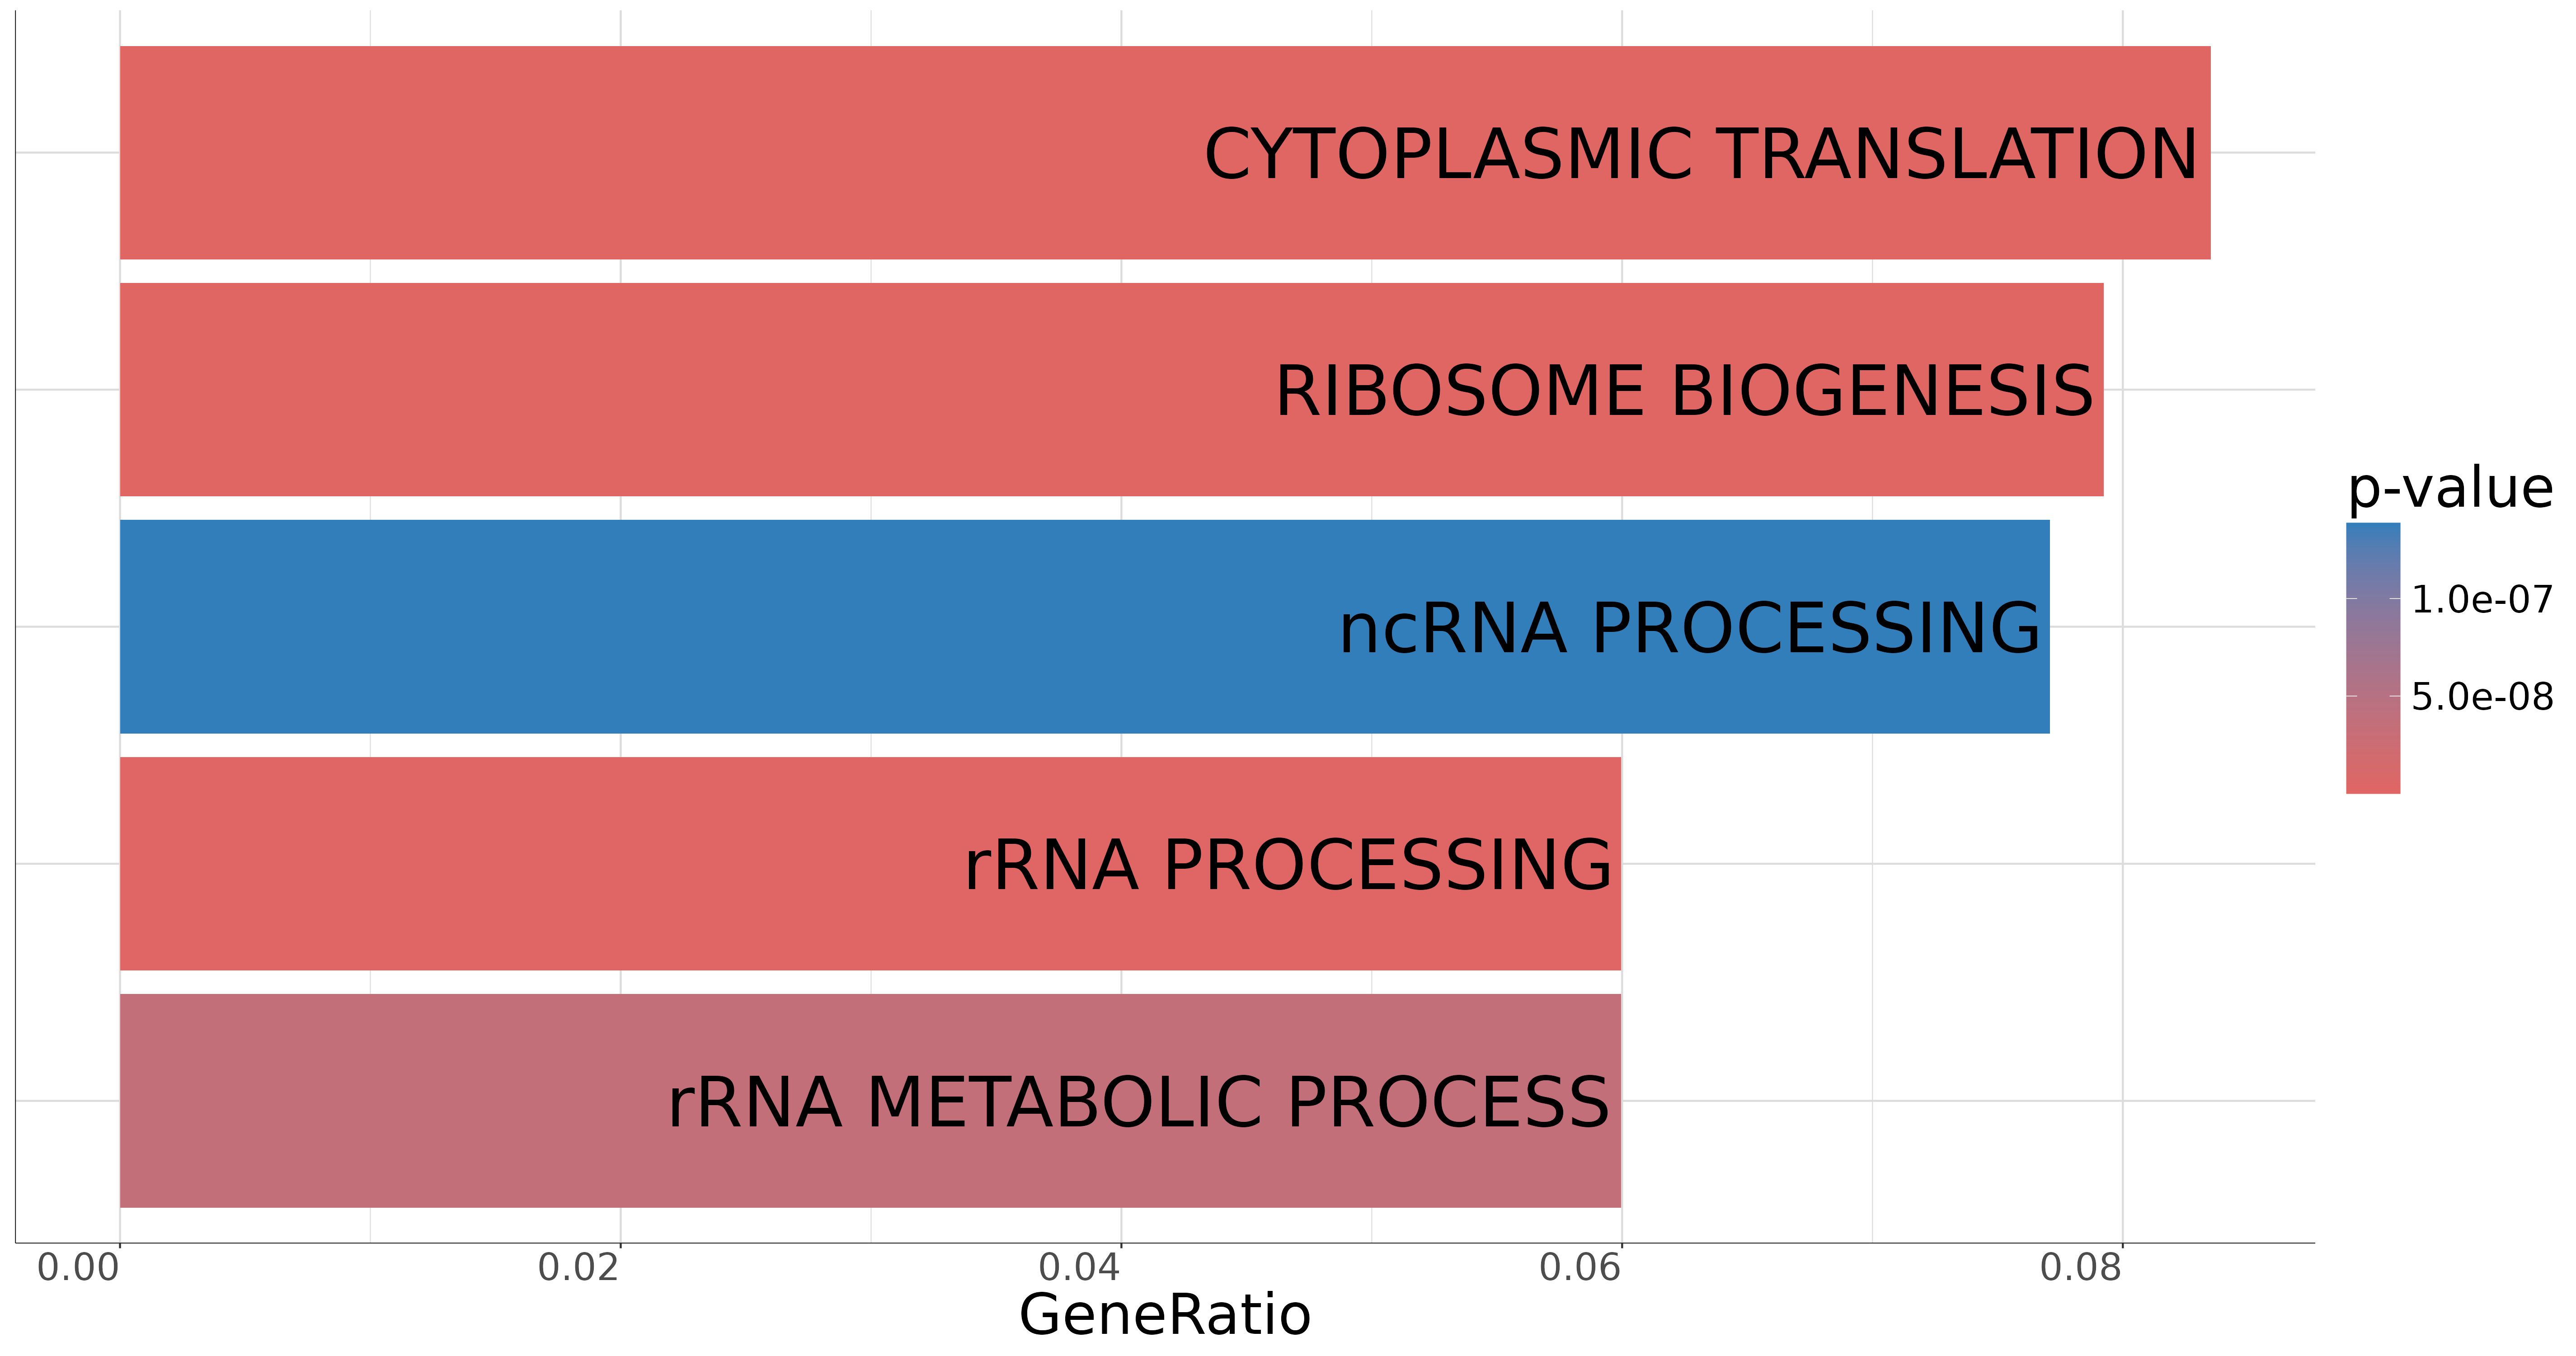 CYTOPLASMIC TRANSLATION
RIBOSOME BIOGENESIS
ncRNA PROCESSING
rRNA PROCESSING
rRNA METABOLIC PROCESS
0.00 0.02 0.04 0.06 0.08
GeneRatio
p-value
1.0e-07
5.0e-08